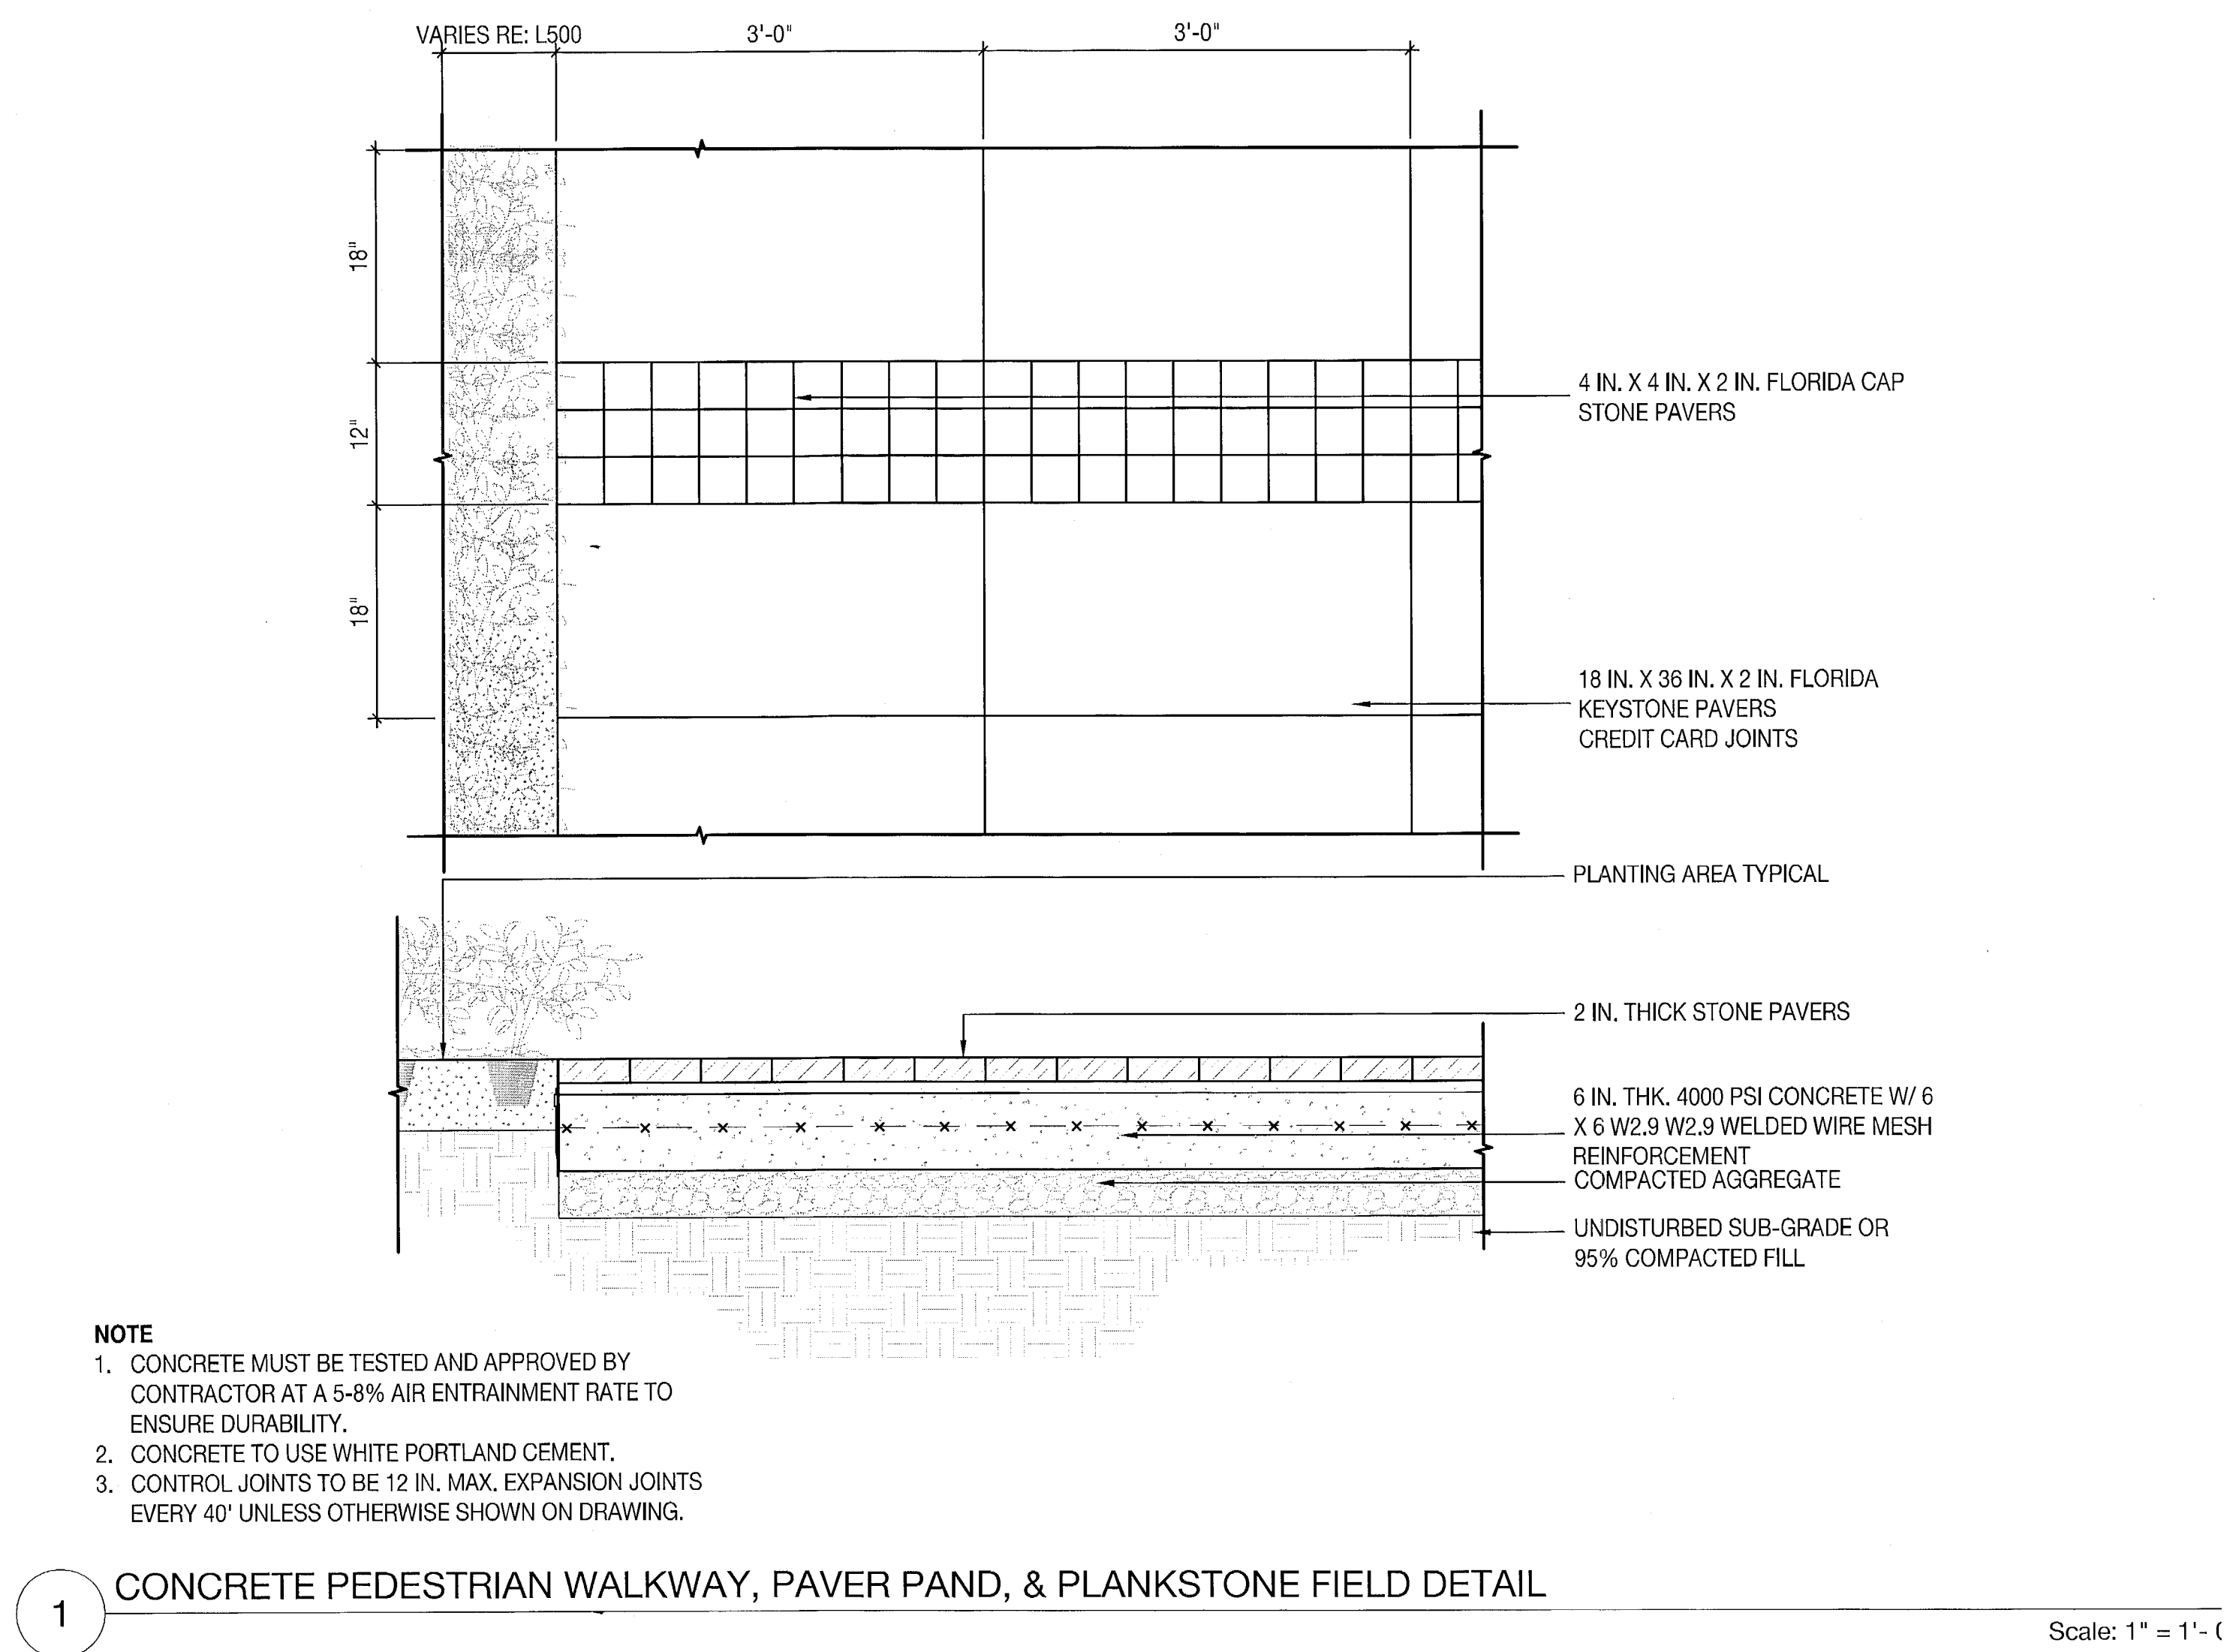 VARIES RE: L500
3'-0"
3'-0"
18"
12"
18"
4 IN. X 4 IN. X 2 IN. FLORIDA CAP
STONE PAVERS
18 IN. X 36 IN. X 2 IN. FLORIDA
KEYSTONE PAVERS
CREDIT CARD JOINTS
PLANTING AREA TYPICAL
2 IN. THICK STONE PAVERS
6 IN. THK. 4000 PSI CONCRETE W/ 6
X 6 W2.9 W2.9 WELDED WIRE MESH
REINFORCEMENT
COMPACTED AGGREGATE
UNDISTURBED SUB-GRADE OR
95% COMPACTED FILL
NOTE
1. CONCRETE MUST BE TESTED AND APPROVED BY
CONTRACTOR AT A 5-8% AIR ENTRAINMENT RATE TO
ENSURE DURABILITY.
2. CONCRETE TO USE WHITE PORTLAND CEMENT.
3. CONTROL JOINTS TO BE 12 IN. MAX. EXPANSION JOINTS
EVERY 40' UNLESS OTHERWISE SHOWN ON DRAWING.
1 CONCRETE PEDESTRIAN WALKWAY, PAVER PAND, & PLANKSTONE FIELD DETAIL
Scale: 1" = 1'-